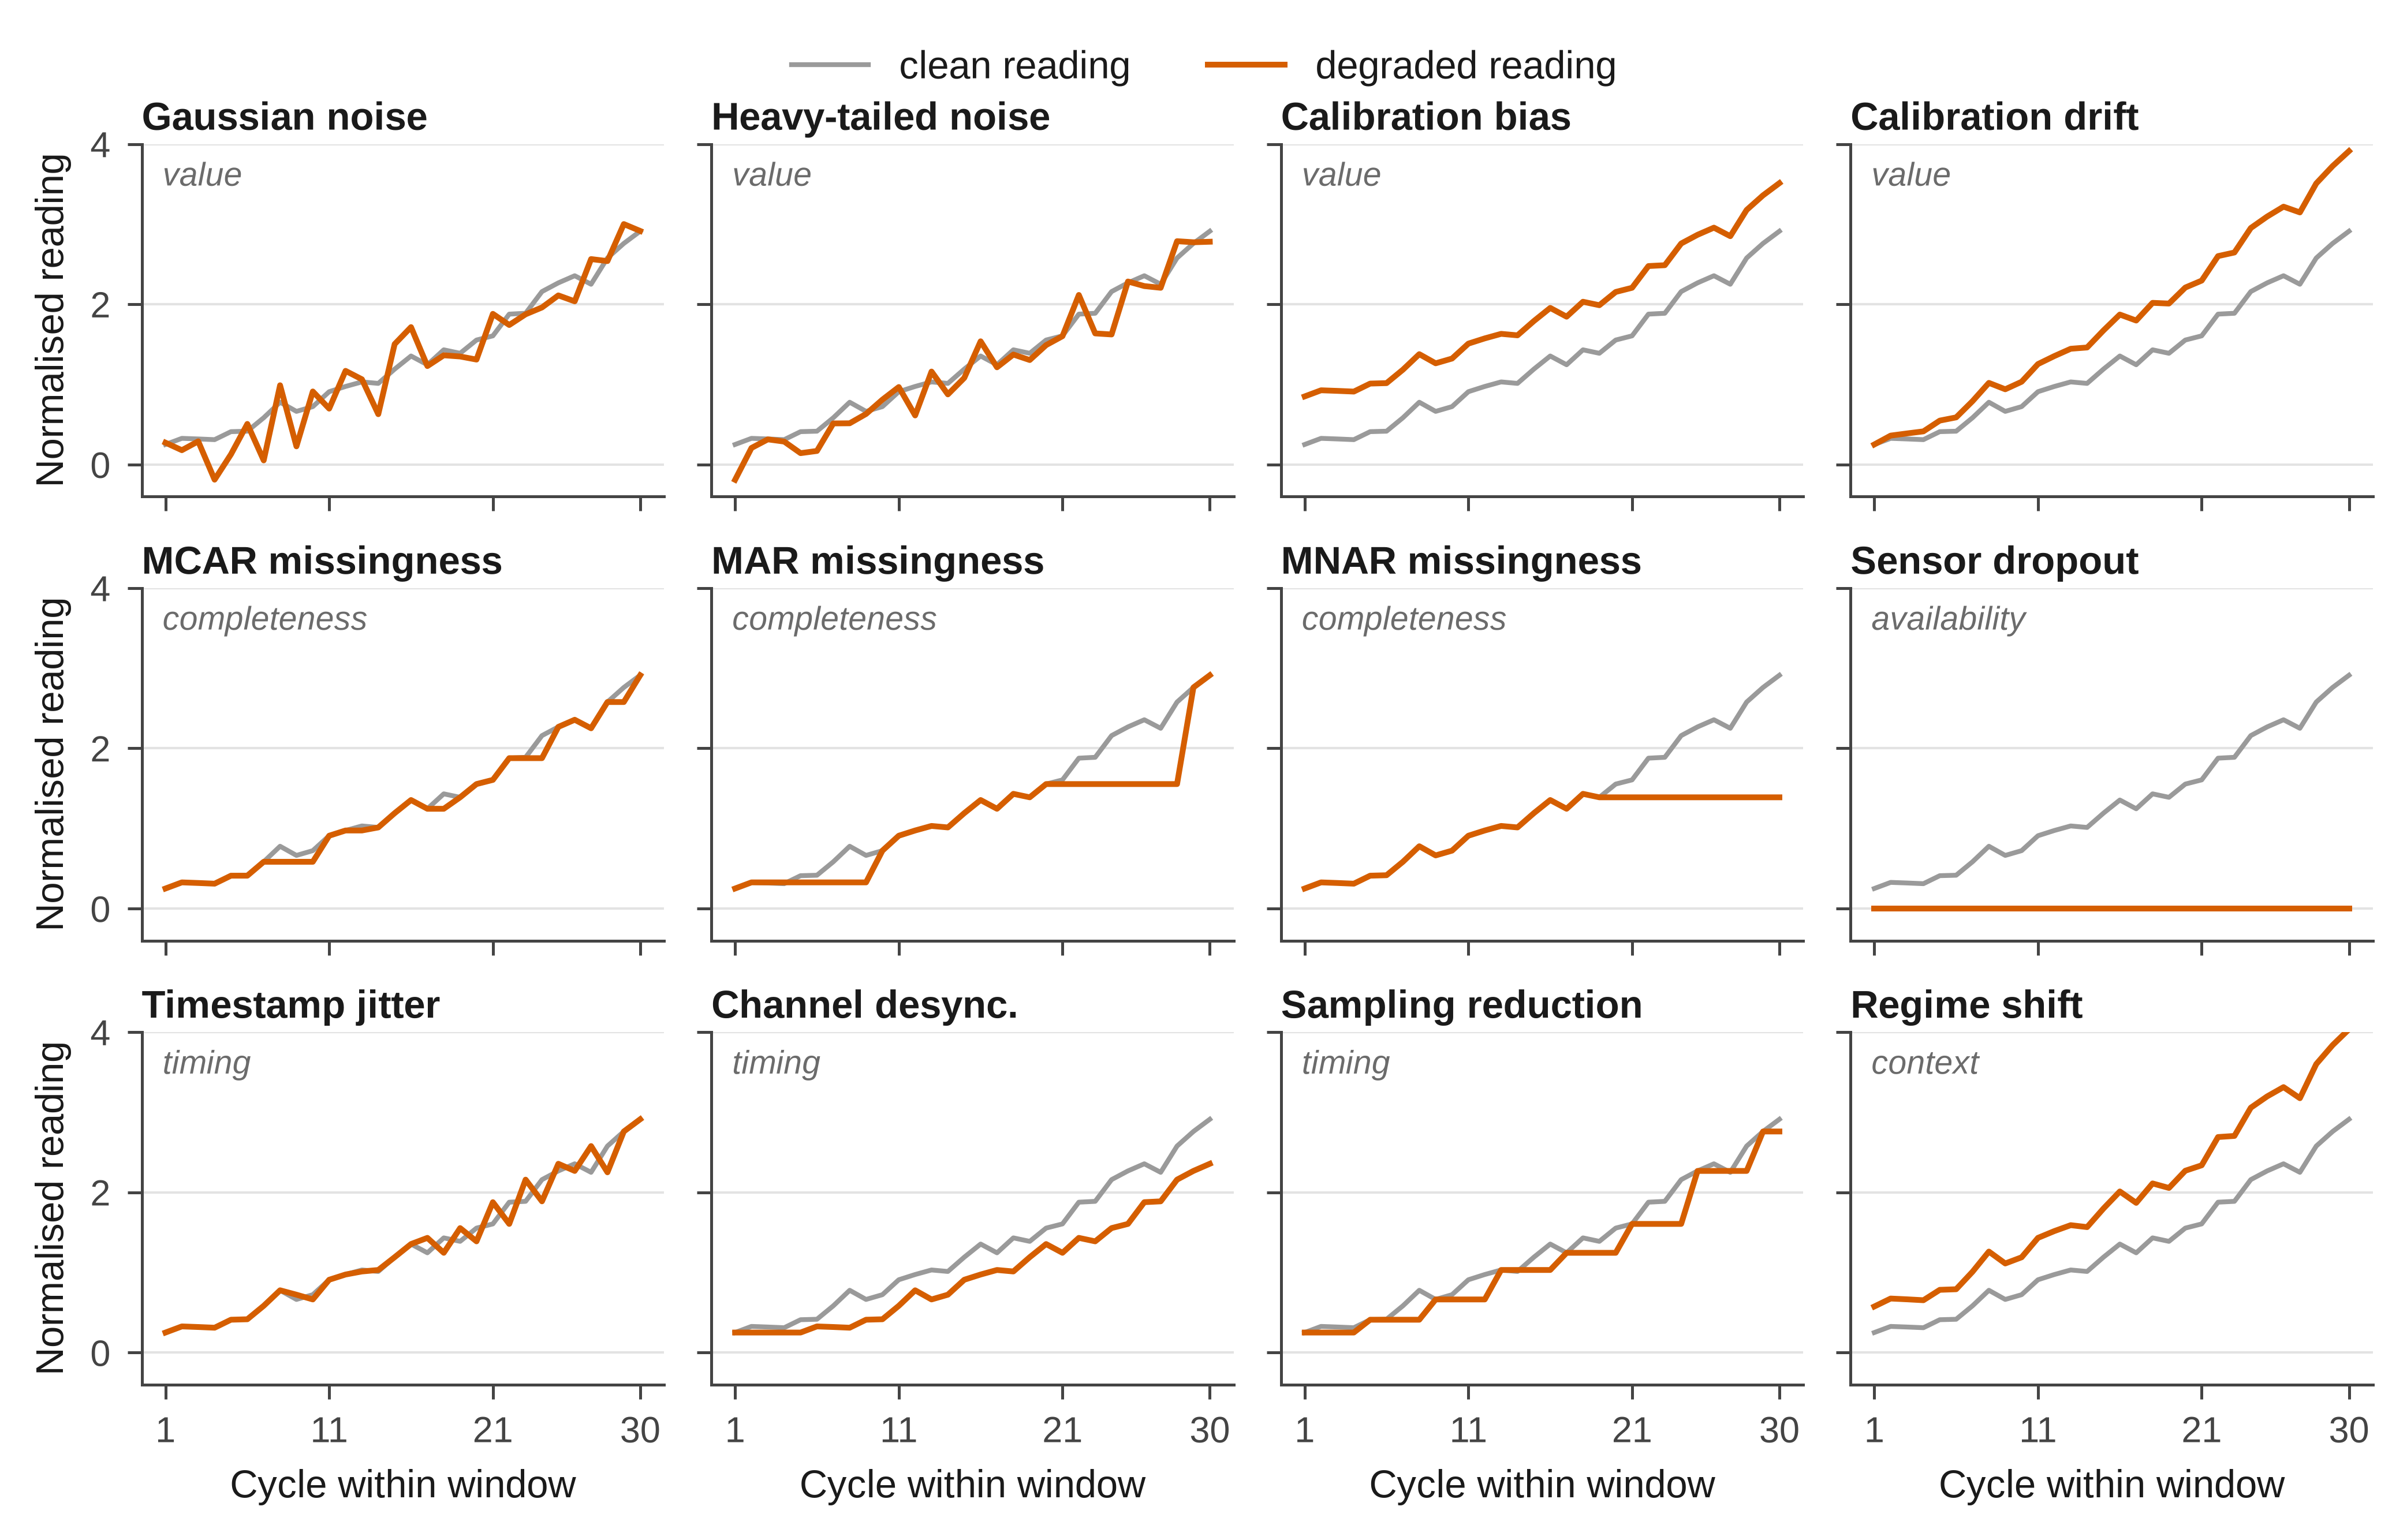 clean reading degraded reading
Gaussian noise Heavy-tailed noise Calibration bias Calibration drift
4
value value value value
2
0
Normalised reading
MCAR missingness MAR missingness MNAR missingness Sensor dropout
4
completeness completeness completeness availability
2
0
Normalised reading
Timestamp jitter Channel desync. Sampling reduction Regime shift
4
timing timing timing context
2
0
Normalised reading
1 11 21 30 1 11 21 30 1 11 21 30 1 11 21 30
Cycle within window Cycle within window Cycle within window Cycle within window